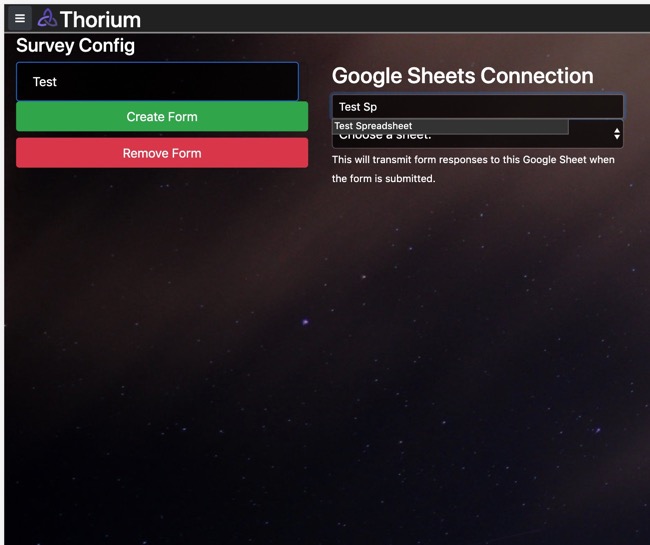 Thorium
Survey Config
Test
Create Form
Remove Form
Google Sheets Connection
Test Sp
Test Spreadsheet
Choose a sheet.
This will transmit form responses to this Google Sheet when
the form is submitted.